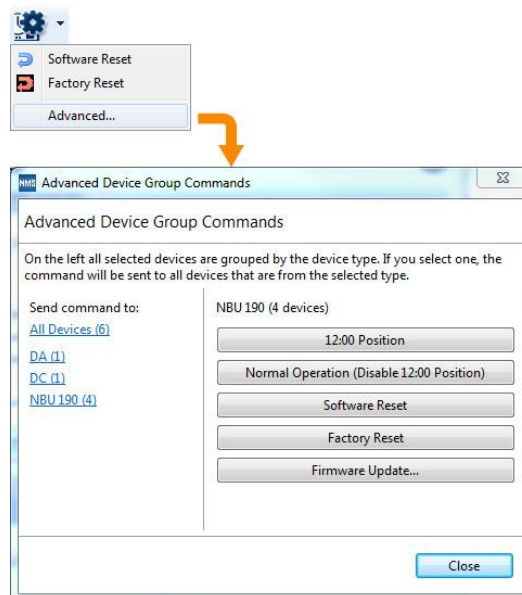 Software Reset
Factory Reset
Advanced...
NMS Advanced Device Group Commands
Advanced Device Group Commands
On the left all selected devices are grouped by the device type. If you select one, the
command will be sent to all devices that are from the selected type.
Send command to:
All Devices (6)
DA (1)
DC (1)
NBU 190 (4)
NBU 190 (4 devices)
12:00 Position
Normal Operation (Disable 12:00 Position)
Software Reset
Factory Reset
Firmware Update...
Close